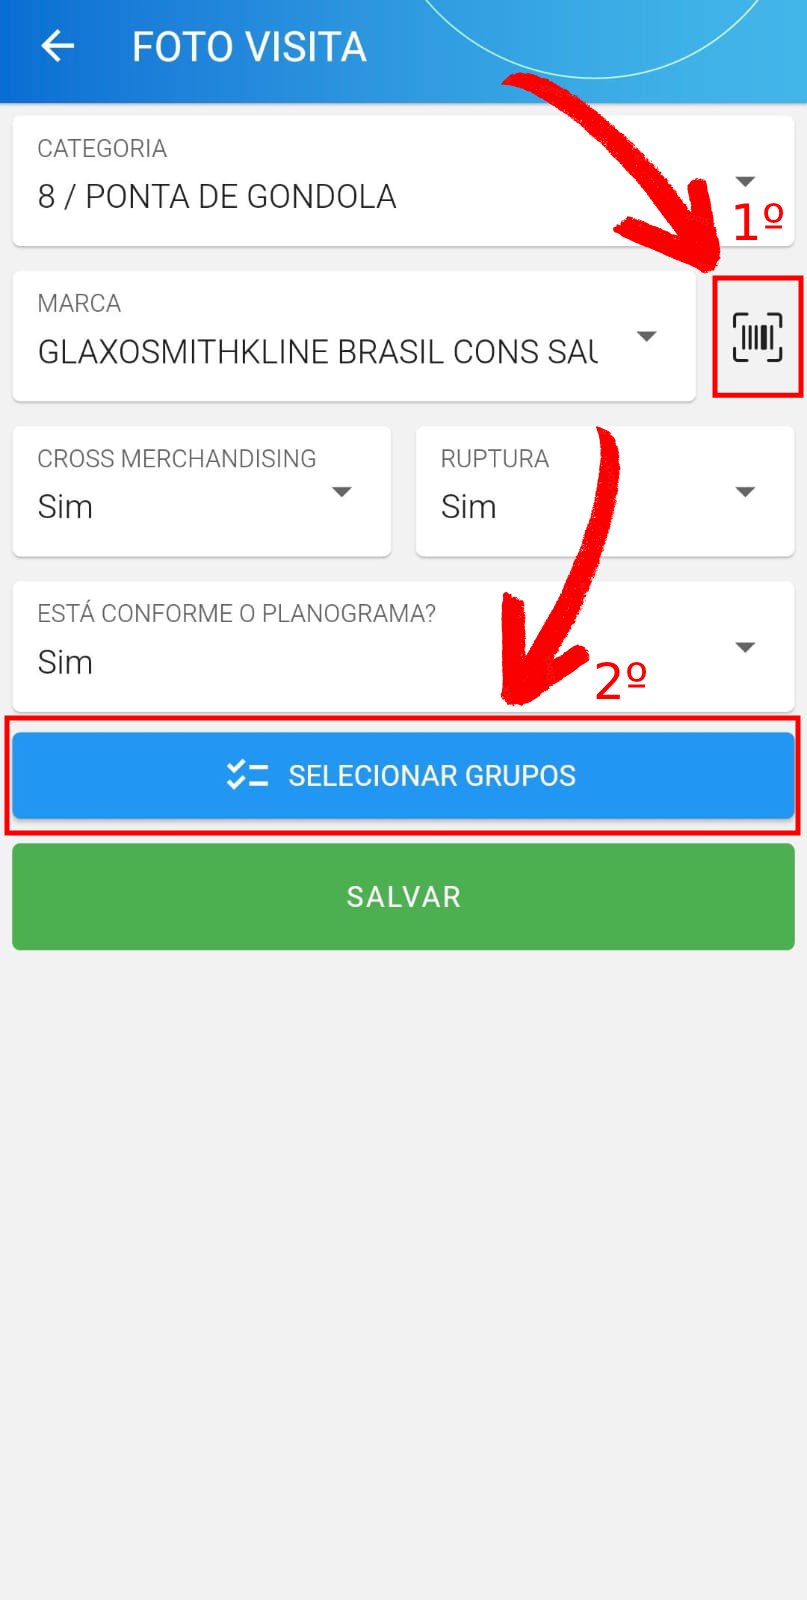 FOTO VISITA
CATEGORIA
8 / PONTA DE GONDOLA
1º
MARCA
GLAXOSMITHKLINE BRASIL CONS SAU
CROSS MERCHANDISING
Sim
RUPTURA
Sim
ESTÁ CONFORME O PLANOGRAMA?
Sim
2º
SELECIONAR GRUPOS
SALVAR